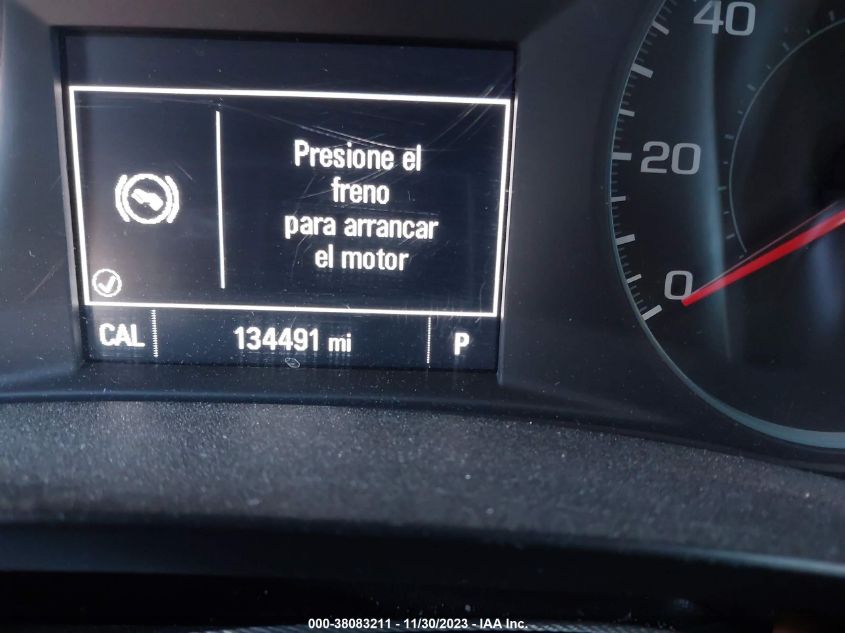 Presione el
freno
para arrancar
el motor
CAL 134491 mi P
40
20
0
000-38083211 - 11/30/2023 - IAA Inc.